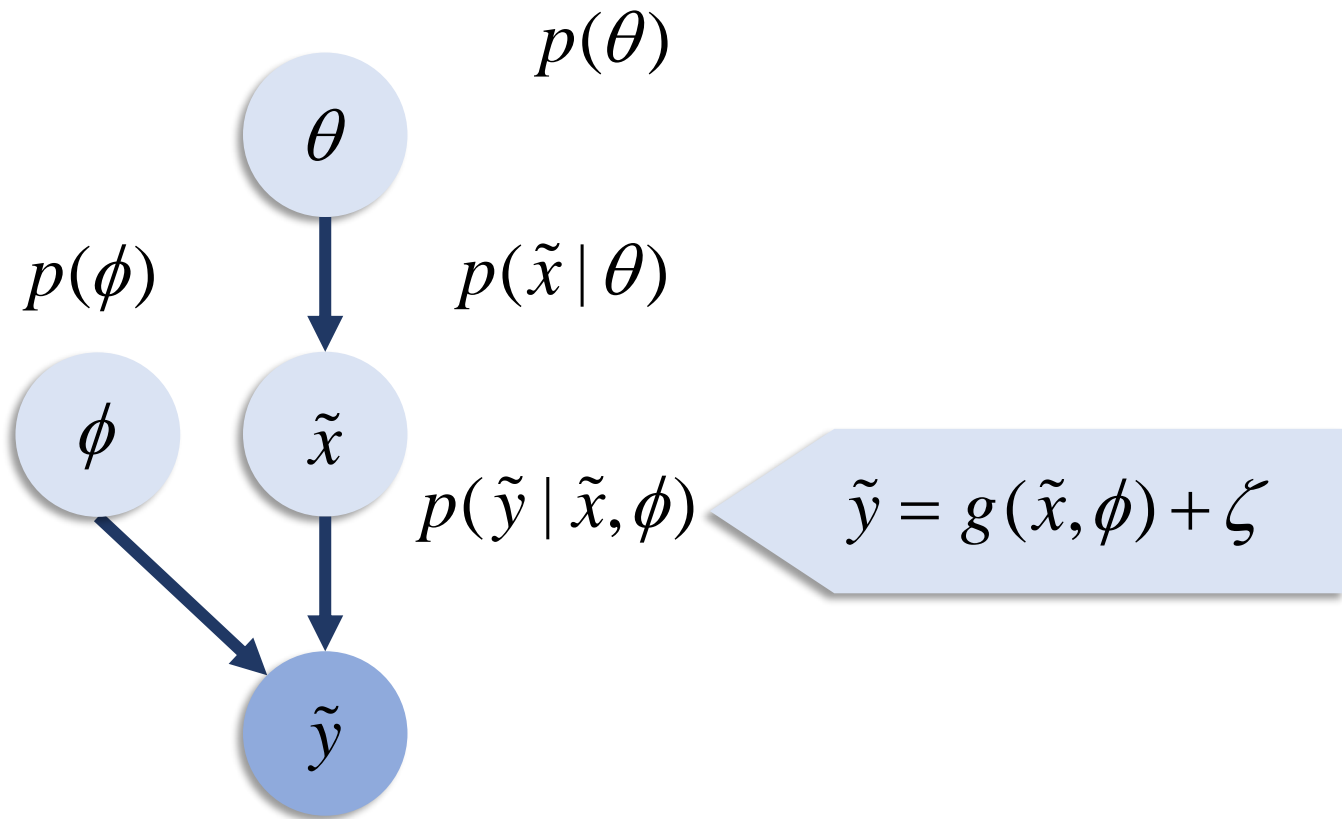 p(θ)
θ
p(ϕ)
p(x̃ | θ)
ϕ
x̃
p(ỹ | x̃, ϕ)
ỹ = g(x̃, ϕ) + ζ
ỹ